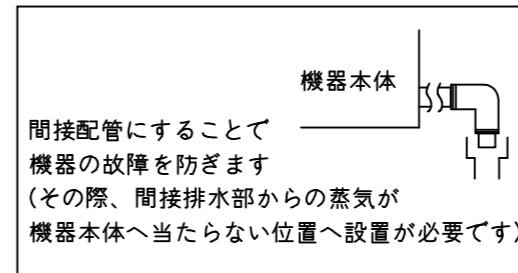 機器本体
間接配管にすることで
機器の故障を防ぎます
(その際、間接排水部からの蒸気が
機器本体へ当たらない位置へ設置が必要です)